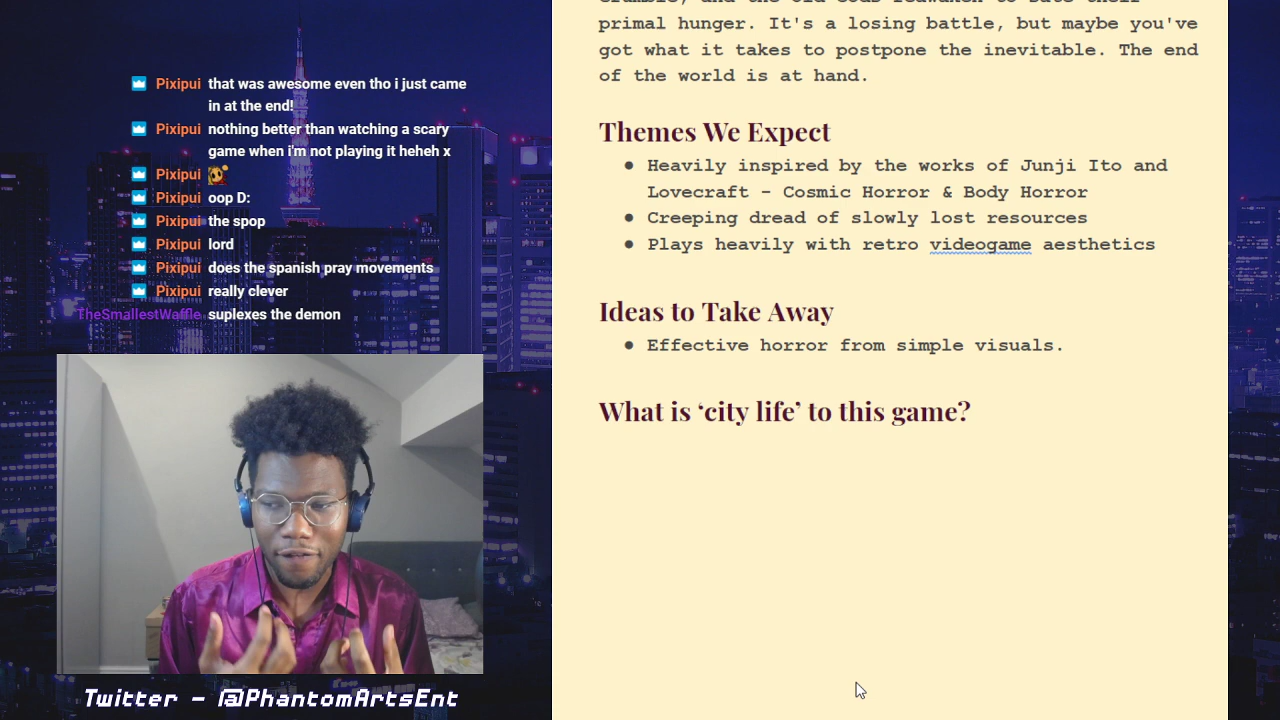 Pixipui that was awesome even tho i just came
in at the end!
Pixipui nothing better than watching a scary
game when i'm not playing it heheh x
Pixipui
Pixipui oop D:
Pixipui the spop
Pixipui lord
Pixipui does the spanish pray movements
Pixipui really clever
TheSmallestWaffle suplexes the demon
Twitter - @PhantomArtsEnt
primal hunger. It's a losing battle, but maybe you've
got what it takes to postpone the inevitable. The end
of the world is at hand.
Themes We Expect
● Heavily inspired by the works of Junji Ito and
Lovecraft - Cosmic Horror & Body Horror
● Creeping dread of slowly lost resources
● Plays heavily with retro videogame aesthetics
Ideas to Take Away
● Effective horror from simple visuals.
What is ‘city life’ to this game?